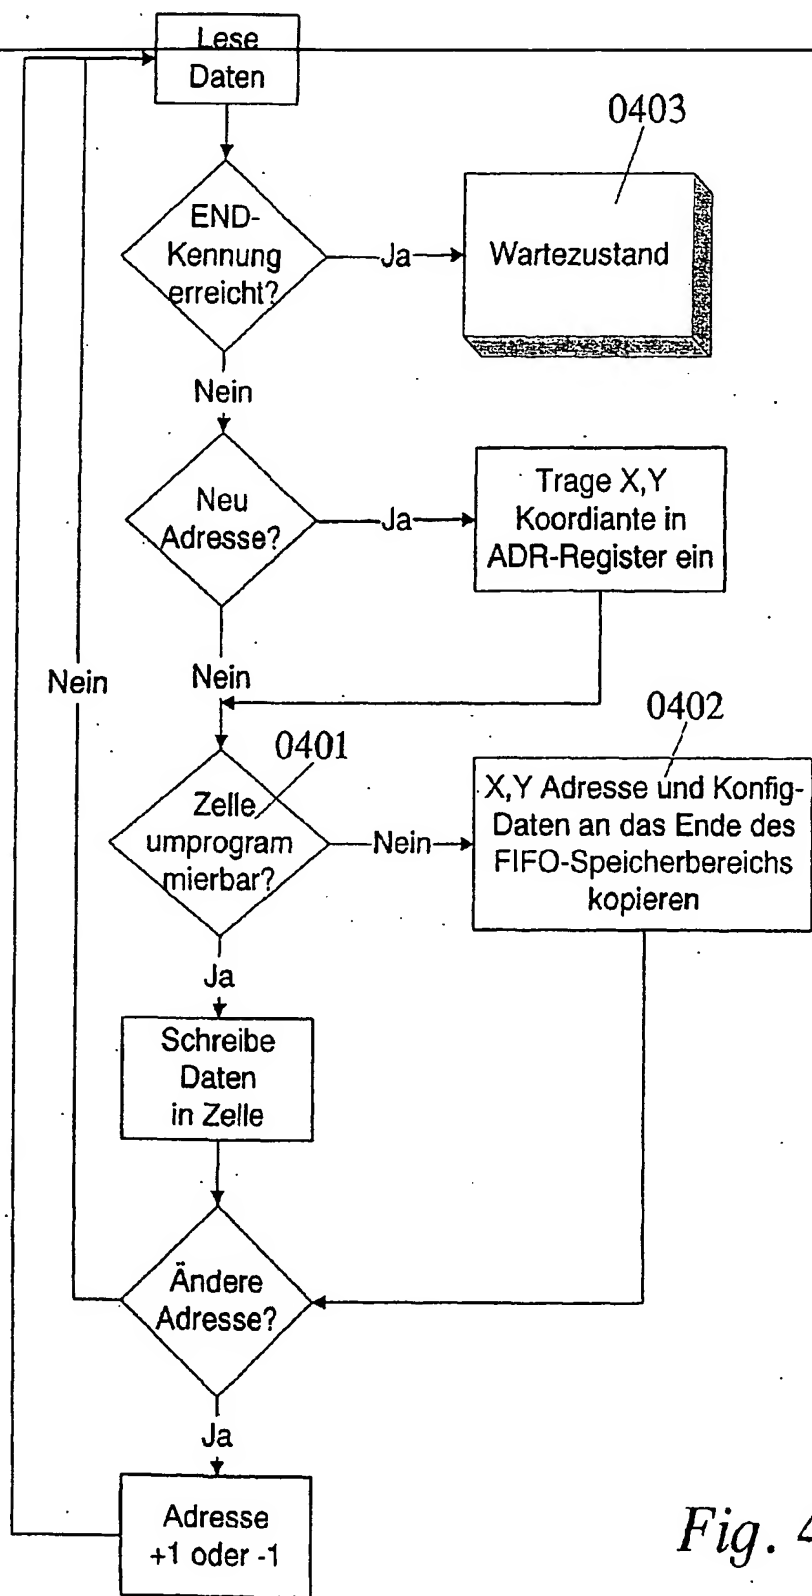 Lese
Daten
0403
END-
Kennung
erreicht?
Ja
Wartezustand
Nein
Neu
Adresse?
Ja
Trage X,Y
Koordiante in
ADR-Register ein
Nein
Nein
0401
0402
Zelle
umprogram
mierbar?
Nein
X,Y Adresse und Konfig-
Daten an das Ende des
FIFO-Speicherbereichs
kopieren
Ja
Schreibe
Daten
in Zelle
Ändere
Adresse?
Ja
Adresse
+1 oder -1
Fig. 4